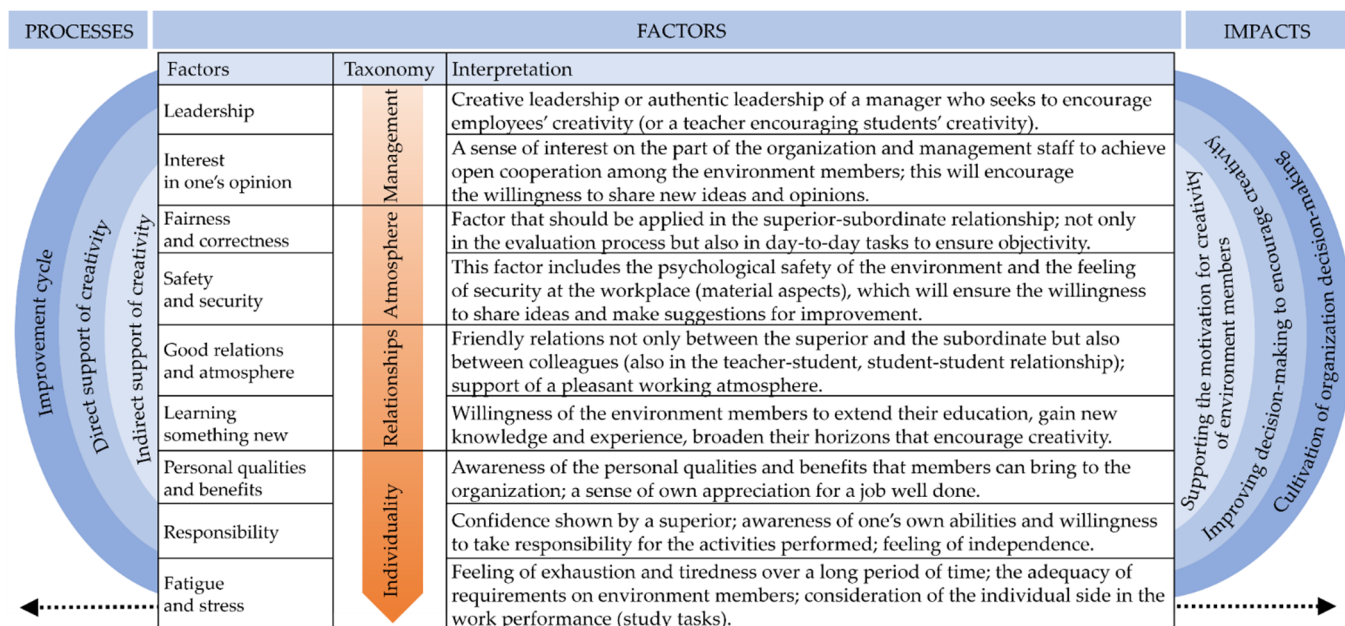 PROCESSES
FACTORS
IMPACTS
Factors
Taxonomy
Interpretation
Leadership
Creative leadership or authentic leadership of a manager who seeks to encourage
employees' creativity (or a teacher encouraging students' creativity).
Interest
in one's opinion
A sense of interest on the part of the organization and management staff to achieve
open cooperation among the environment members; this will encourage
the willingness to share new ideas and opinions.
Fairness
and correctness
Factor that should be applied in the superior-subordinate relationship; not only
in the evaluation process but also in day-to-day tasks to ensure objectivity.
Safety
and security
This factor includes the psychological safety of the environment and the feeling
of security at the workplace (material aspects), which will ensure the willingness
to share ideas and make suggestions for improvement.
Good relations
and atmosphere
Friendly relations not only between the superior and the subordinate but also
between colleagues (also in the teacher-student, student-student relationship);
support of a pleasant working atmosphere.
Learning
something new
Willingness of the environment members to extend their education, gain new
knowledge and experience, broaden their horizons that encourage creativity.
Personal qualities
and benefits
Awareness of the personal qualities and benefits that members can bring to the
organization; a sense of own appreciation for a job well done.
Responsibility
Confidence shown by a superior; awareness of one's own abilities and willingness
to take responsibility for the activities performed; feeling of independence.
Fatigue
and stress
Feeling of exhaustion and tiredness over a long period of time; the adequacy of
requirements on environment members; consideration of the individual side in the
work performance (study tasks).
Management
Atmosphere
Relationships
Individuality
Improvement cycle
Direct support of creativity
Indirect support of creativity
Supporting the motivation for creativity
of environment members
Improving decision-making to encourage creativity
Cultivation of organization decision-making